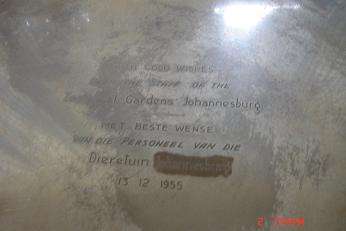 GOOD WISHES
THE STAFF OF THE
Gardens Johannesburg
MET BESTE WENSE
VAN DIE PERSONEEL VAN DIE
Dieretuin
13 12 1955